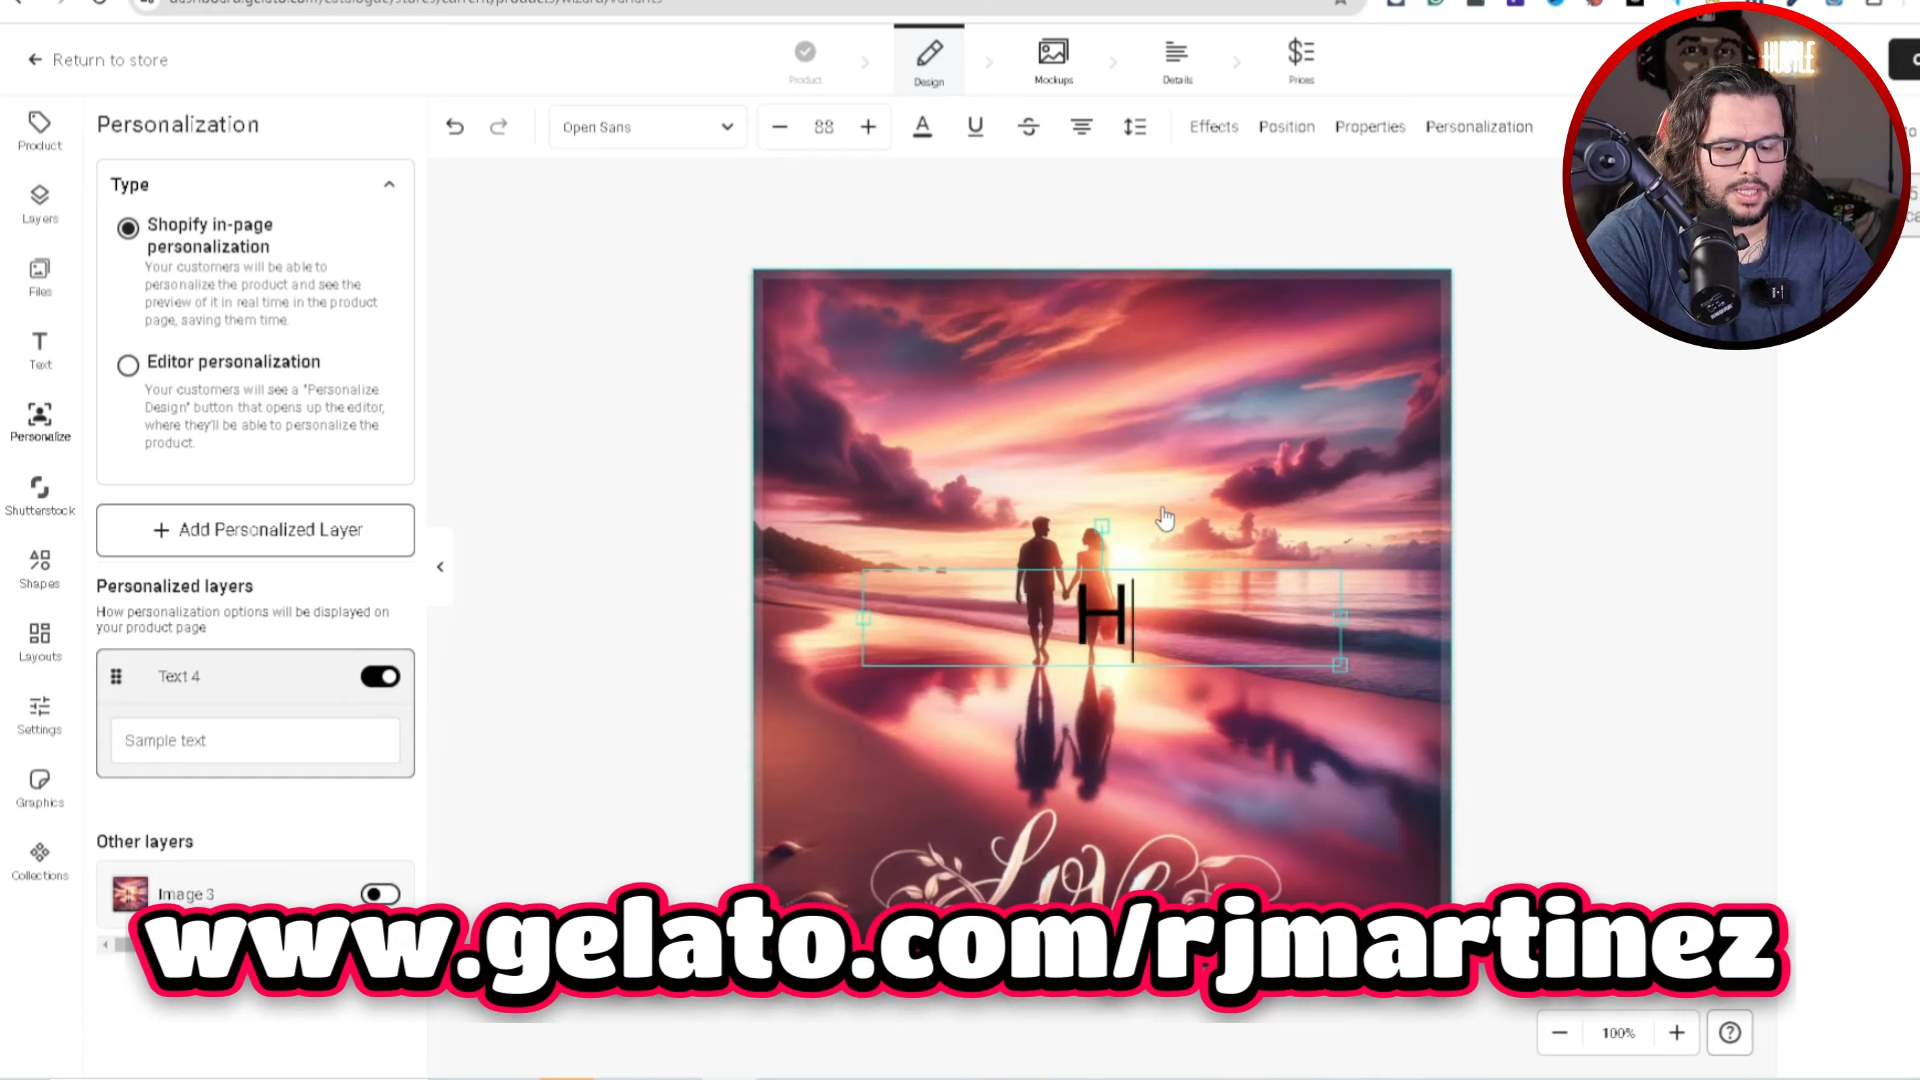 Return to store
Product
Design
Mockups
Details
Prices
HUSTLE
Product
Layers
Files
Text
Personalize
Shutterstock
Shapes
Layouts
Settings
Graphics
Collections
Personalization
Type
Shopify in-page
personalization
Your customers will be able to
personalize the product and see the
preview of it in real time in the product
page, saving them time.
Editor personalization
Your customers will see a "Personalize
Design" button that opens up the editor,
where they'll be able to personalize the
product.
+ Add Personalized Layer
Personalized layers
How personalization options will be displayed on
your product page
Text 4
Sample text
Other layers
Image 3
Open Sans
88
A
U
S
Effects
Position
Properties
Personalization
H
Love
www.gelato.com/rjmartinez
100%